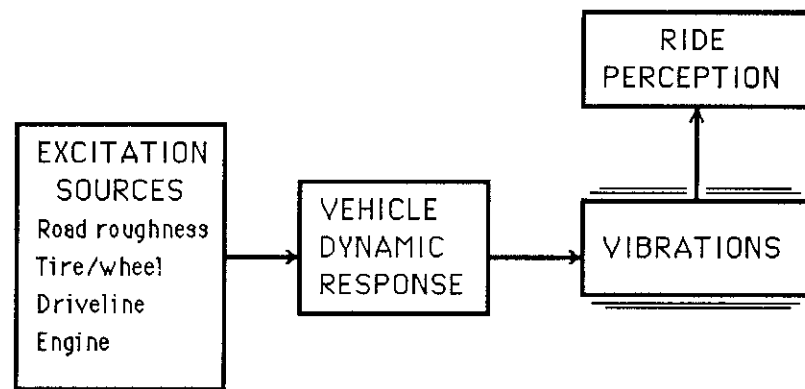 EXCITATION
SOURCES
Road roughness
Tire/wheel
Driveline
Engine
VEHICLE
DYNAMIC
RESPONSE
VIBRATIONS
RIDE
PERCEPTION